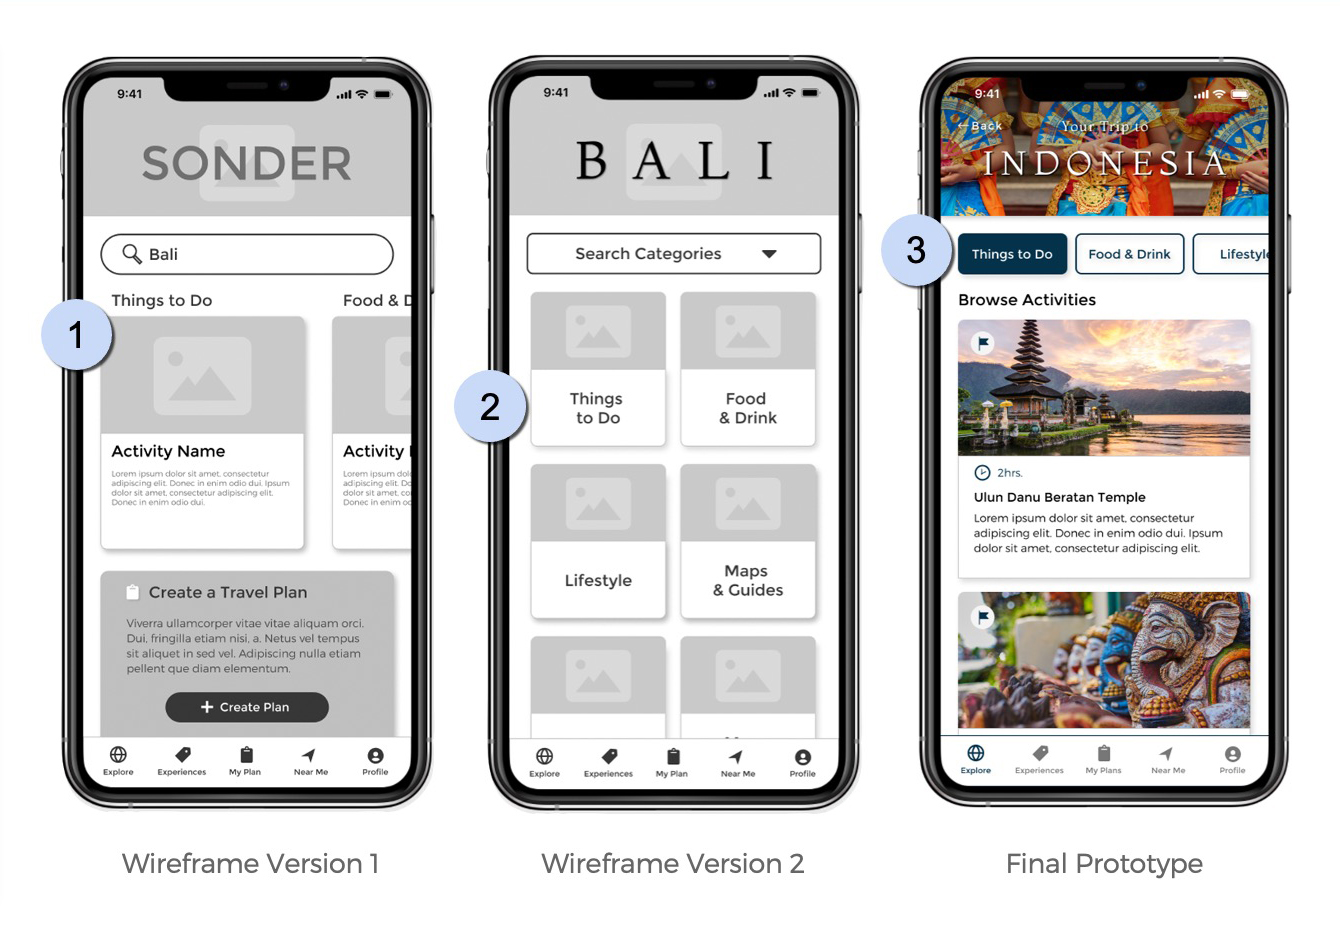 9:41
SONDER
Bali
Things to Do
Food & D
1
Activity Name
Lorem ipsum dolor sit amet, consectetur
adipiscing elit. Donec in enim odio dui. Ipsum
dolor sit amet, consectetur adipiscing elit.
Donec in enim odio dui.
Activity N
Lorem ipsum dol
adipiscing elit. D
dolor sit amet, c
Donec in enim oc
Create a Travel Plan
Viverra ullamcorper vitae vitae aliquam orci.
Dui, fringilla etiam nisi, a. Netus vel tempus
sit aliquet in sed vel. Adipiscing nulla etiam
pellent que diam elementum.
+ Create Plan
Explore
Experiences
My Plan
Near Me
Profile
Wireframe Version 1
9:41
BALI
Search Categories
2
Things
to Do
Food
& Drink
Lifestyle
Maps
& Guides
Explore
Experiences
My Plan
Near Me
Profile
Wireframe Version 2
9:41
←Back
Your Trip to
INDONESIA
3
Things to Do
Food & Drink
Lifestyle
Browse Activities
2hrs.
Ulun Danu Beratan Temple
Lorem ipsum dolor sit amet, consectetur
adipiscing elit. Donec in enim odio dui. Ipsum
dolor sit amet, consectetur adipiscing elit.
Explore
Experiences
My Plans
Near Me
Profile
Final Prototype